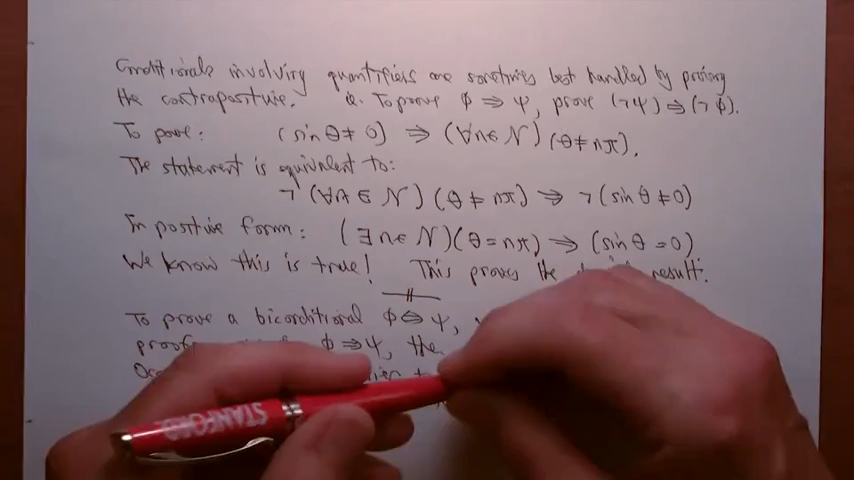 Conditionals involving quantifiers are sometimes best handled by proving
the contrapositive. ie. To prove ϕ ⇒ ψ, prove (¬ψ) ⇒ (¬ϕ).
To prove: (sin θ ≠ 0) ⇒ (∀n ∈ N) (θ ≠ nπ).
The statement is equivalent to:
¬ (∀n ∈ N) (θ ≠ nπ) ⇒ ¬ (sin θ ≠ 0)
In positive form: (∃n ∈ N) (θ = nπ) ⇒ (sin θ = 0)
We know this is true! This proves the result.
To prove a biconditional ϕ ⇔ ψ,
ϕ ⇒ ψ, the
STANFORD